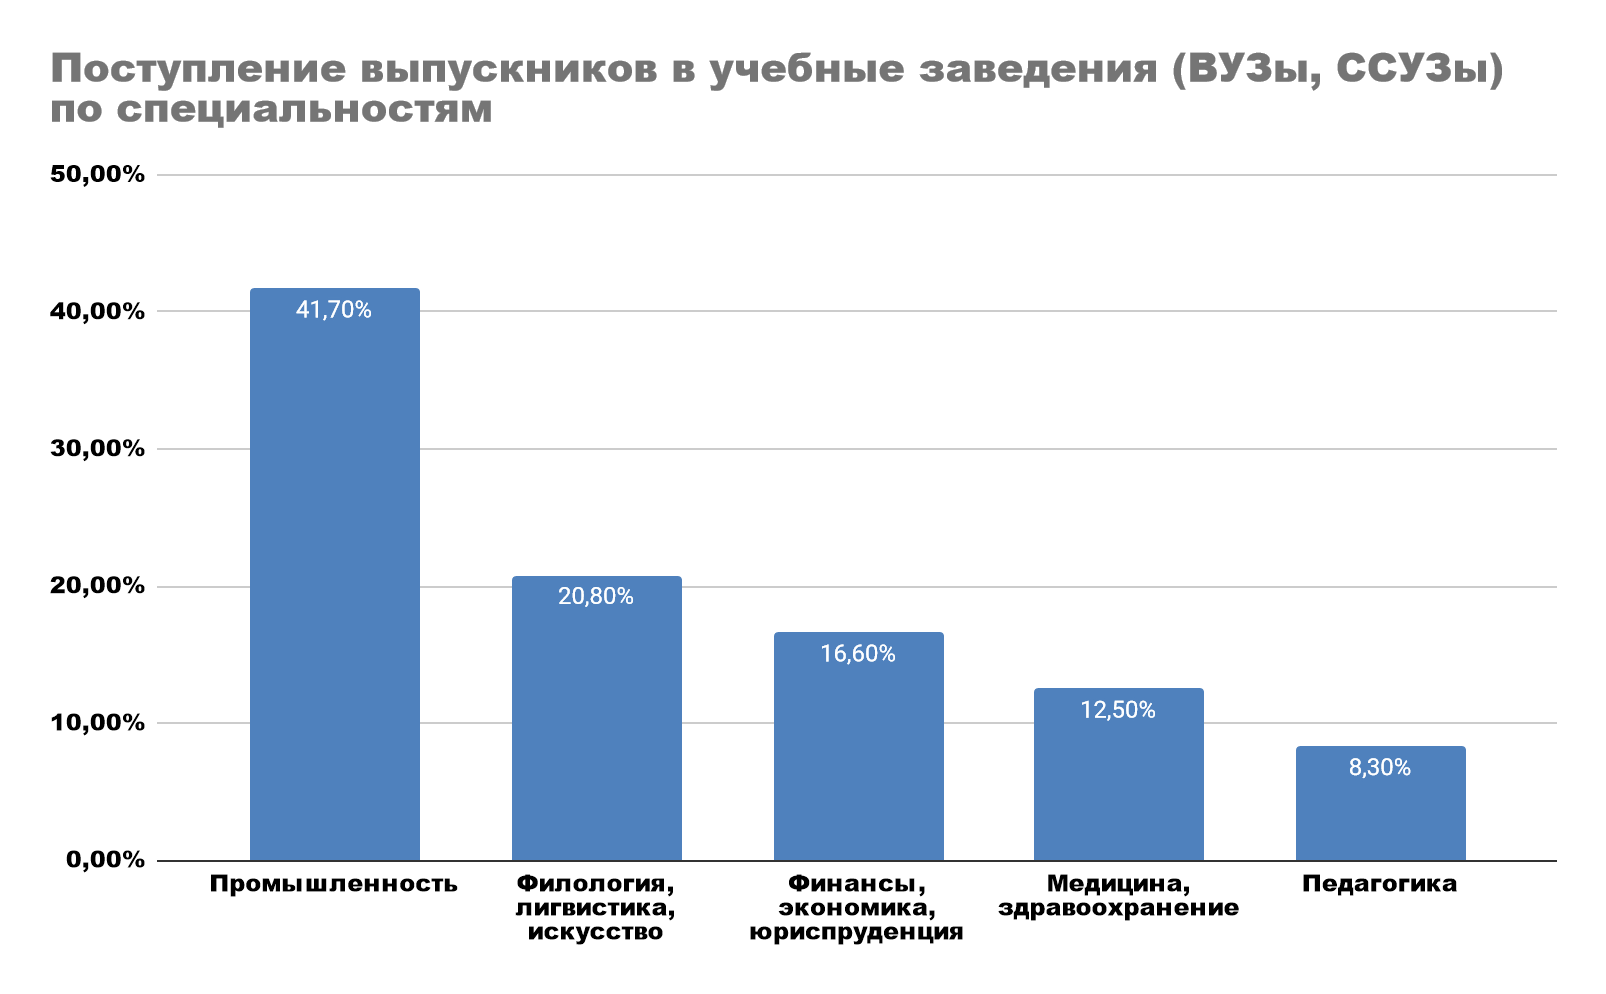 Поступление выпускников в учебные заведения (ВУЗы, ССУЗы)
по специальностям
50,00%
40,00%
30,00%
20,00%
10,00%
0,00%
41,70%
20,80%
16,60%
12,50%
8,30%
Промышленность
Филология,
лигвистика,
искусство
Финансы,
экономика,
юриспруденция
Медицина,
здравоохранение
Педагогика